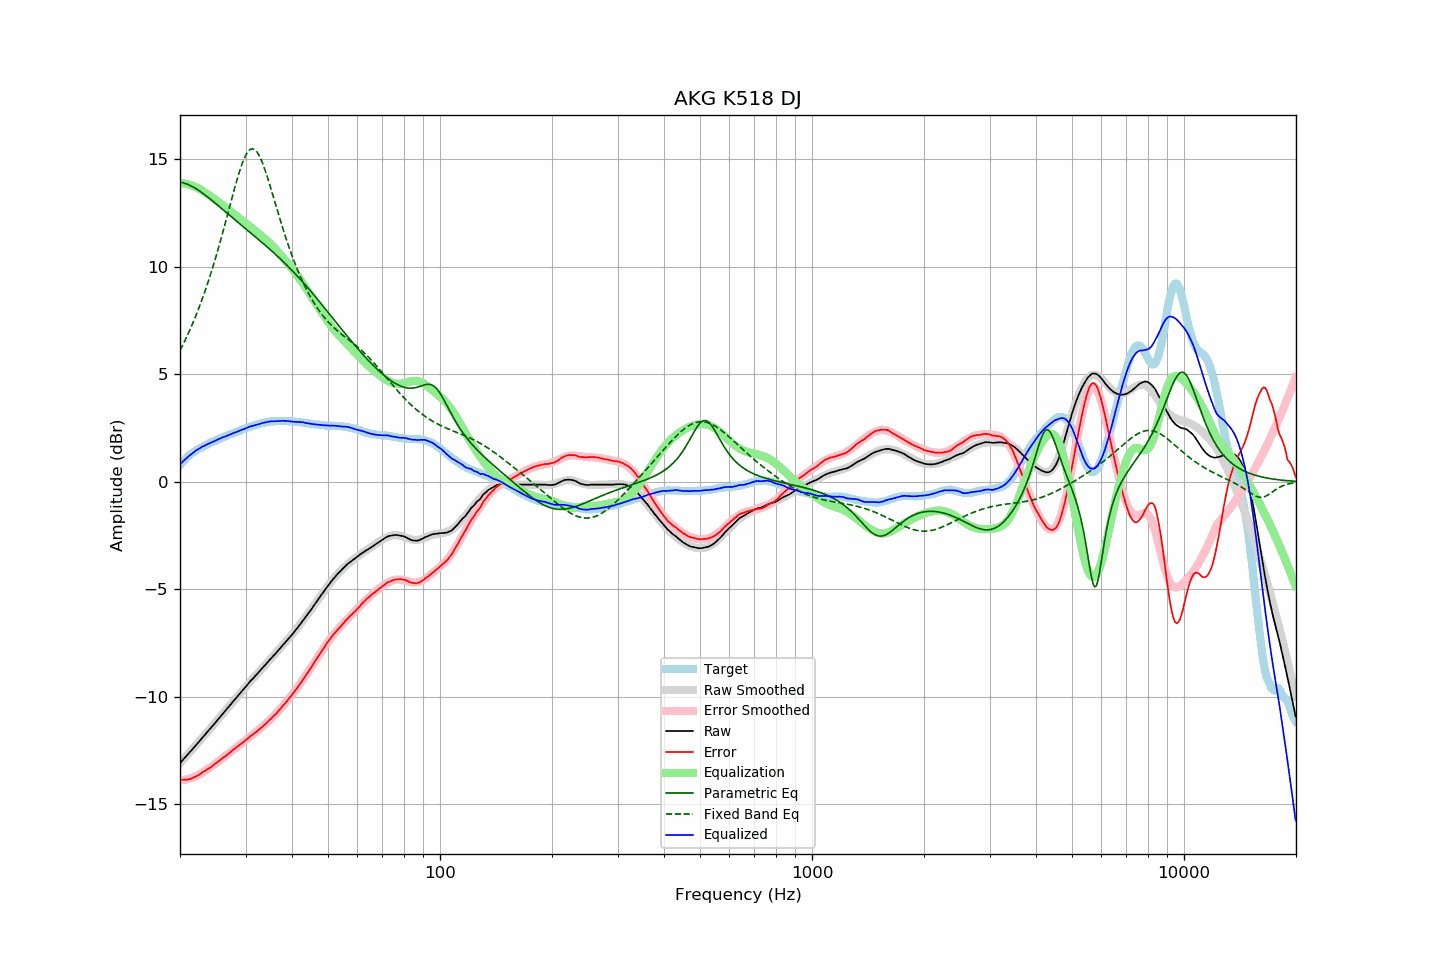 AKG K518 DJ
Amplitude (dBr)
15
10
5
0
−5
−10
−15
Target
Raw Smoothed
Error Smoothed
Raw
Error
Equalization
Parametric Eq
Fixed Band Eq
Equalized
100
1000
10000
Frequency (Hz)